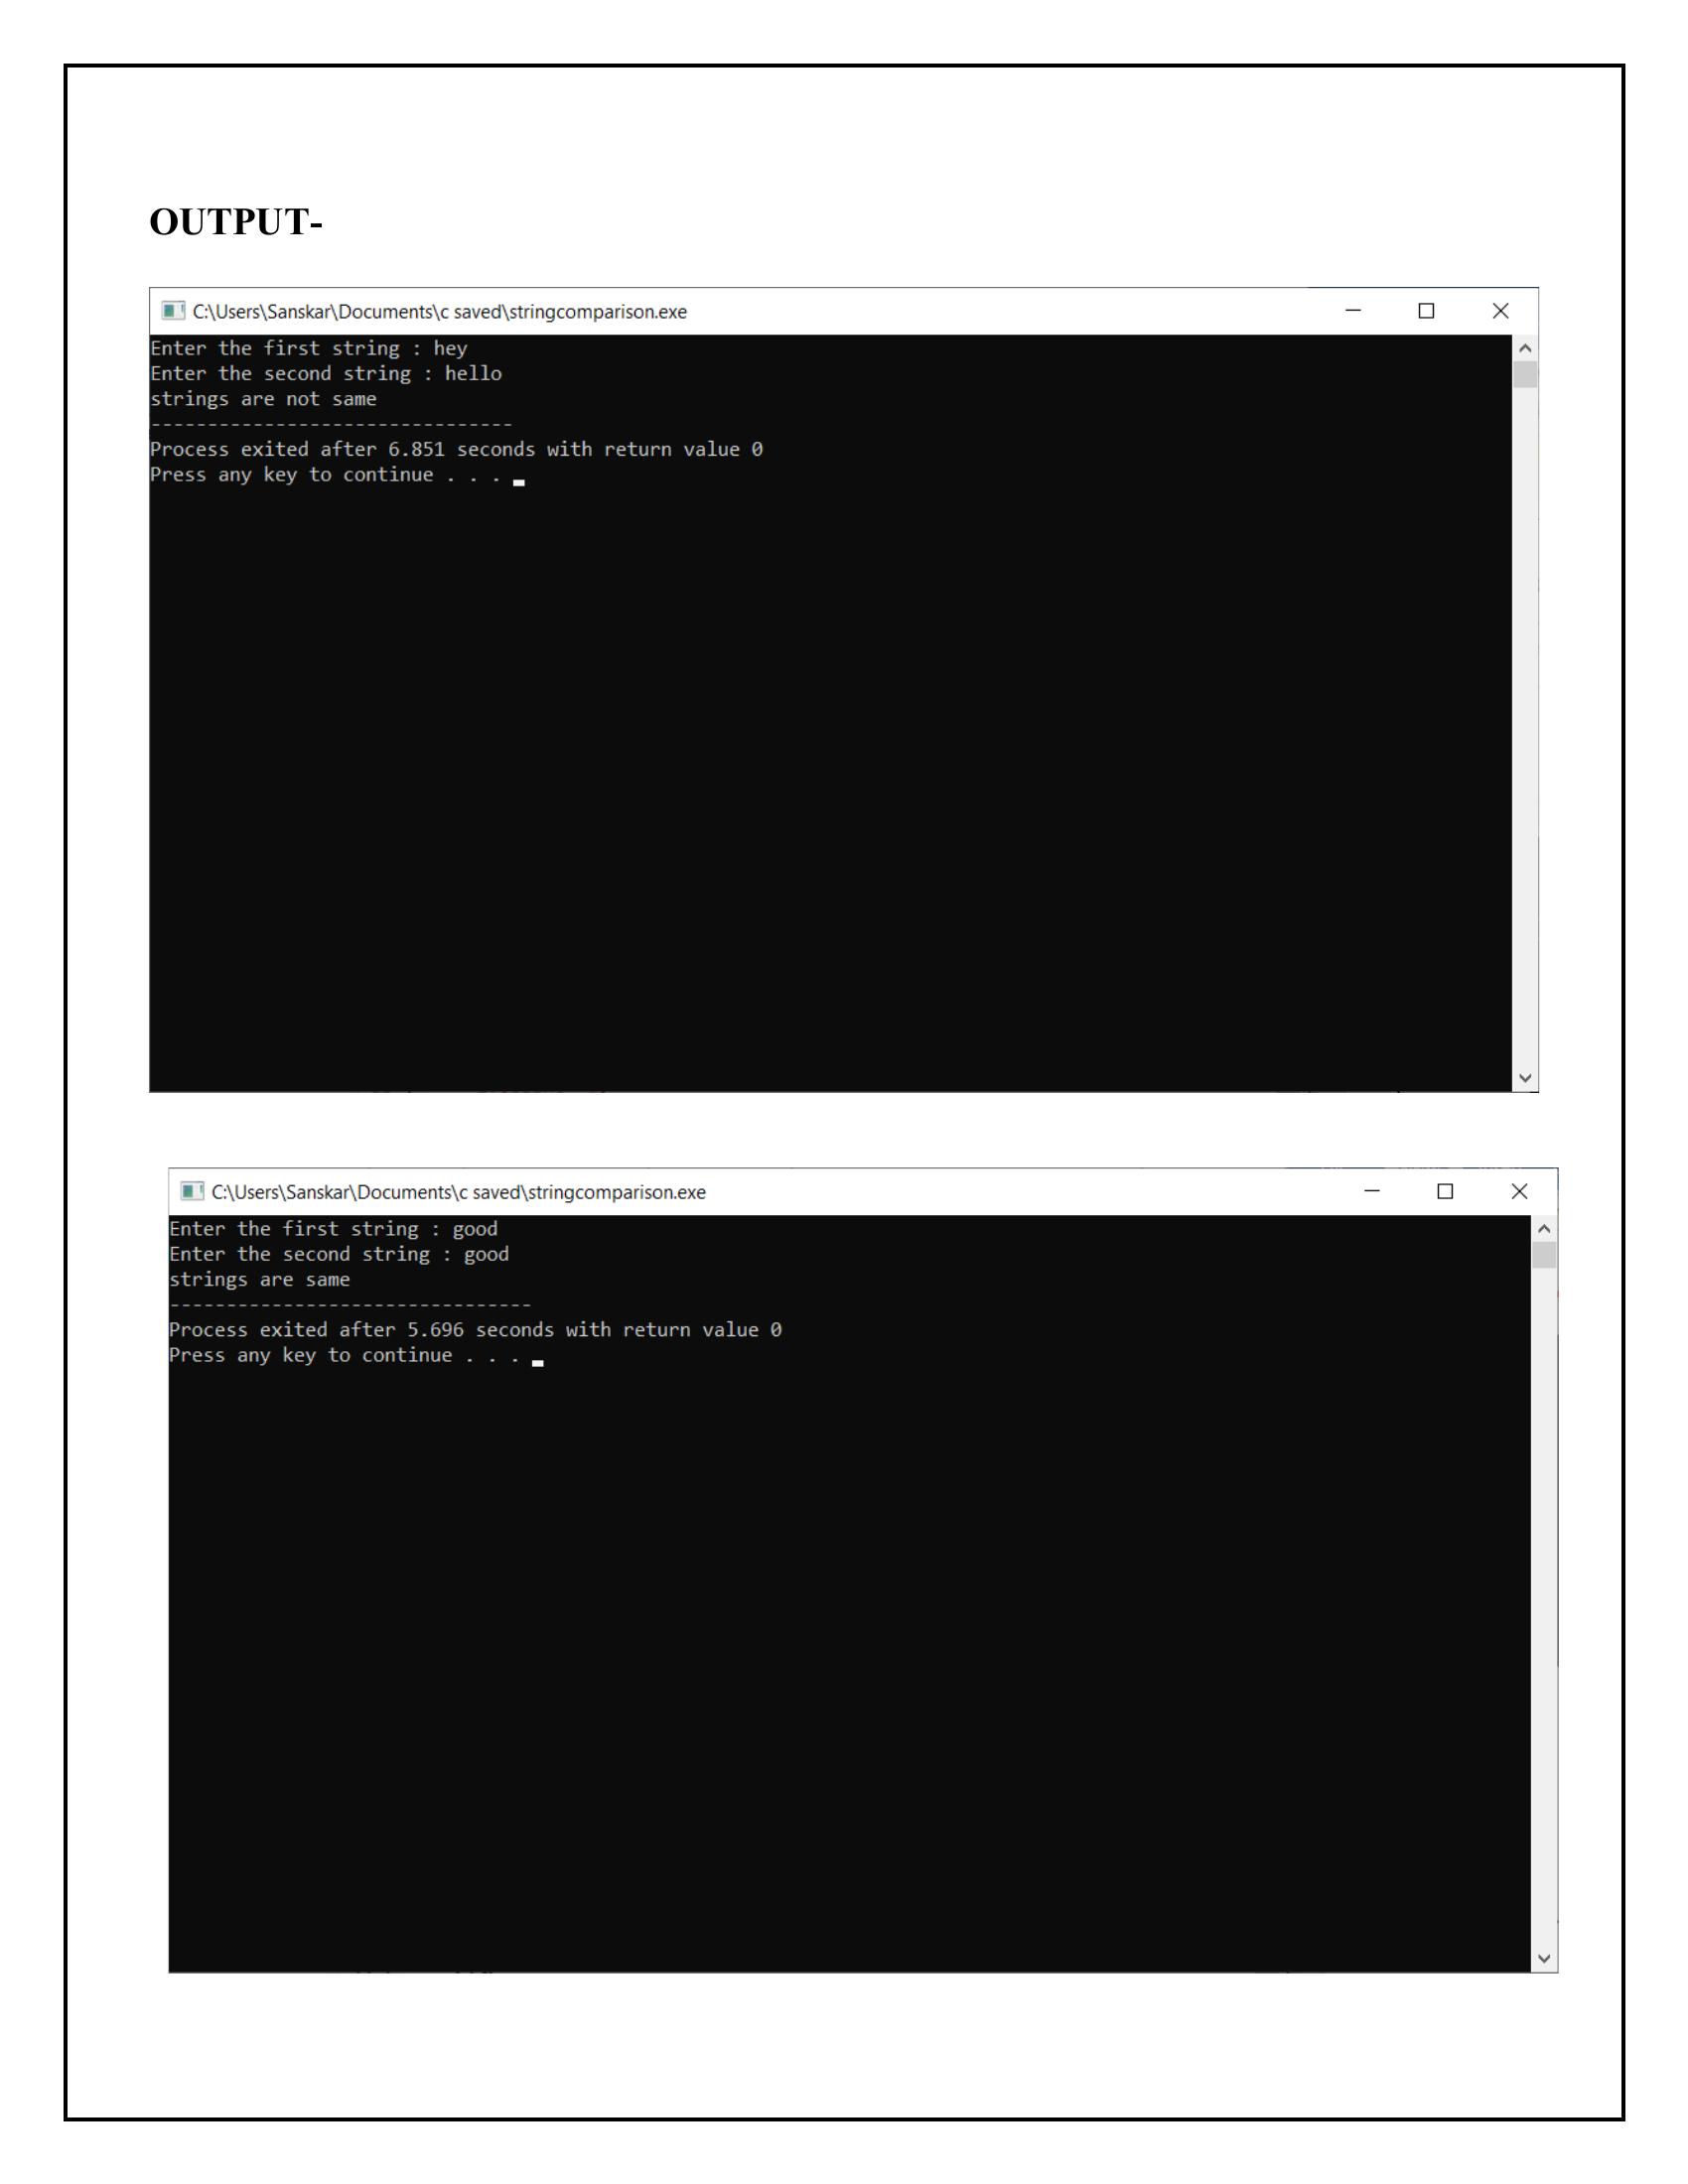 OUTPUT-
C:\Users\Sanskar\Documents\c saved\stringcomparison.exe
Enter the first string : hey
Enter the second string : hello
strings are not same
--------------------------------
Process exited after 6.851 seconds with return value 0
Press any key to continue . . .
C:\Users\Sanskar\Documents\c saved\stringcomparison.exe
Enter the first string : good
Enter the second string : good
strings are same
--------------------------------
Process exited after 5.696 seconds with return value 0
Press any key to continue . . .